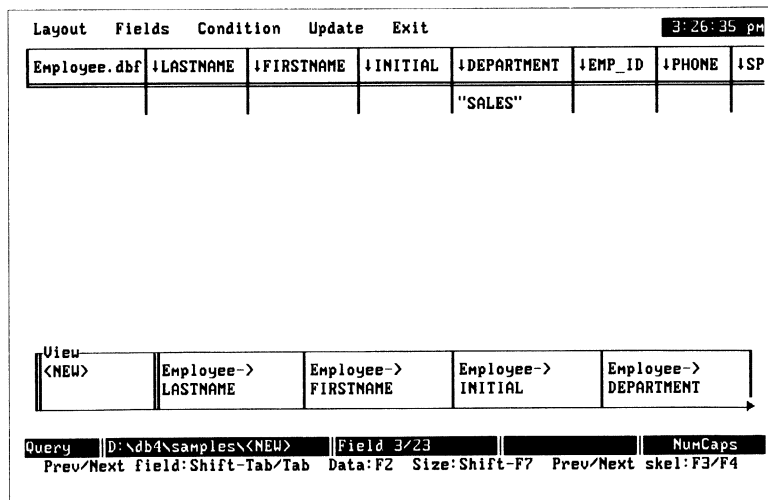 Layout Fields Condition Update Exit 3:26:35 pm
Employee.dbf ↓LASTNAME ↓FIRSTNAME ↓INITIAL ↓DEPARTMENT ↓EMP_ID ↓PHONE ↓SP
"SALES"
View
<NEW> Employee-> Employee-> Employee-> Employee->
LASTNAME FIRSTNAME INITIAL DEPARTMENT
Query D:\db4\samples\<NEW> Field 3/23 NumCaps
Prev/Next field:Shift-Tab/Tab Data:F2 Size:Shift-F7 Prev/Next skel:F3/F4